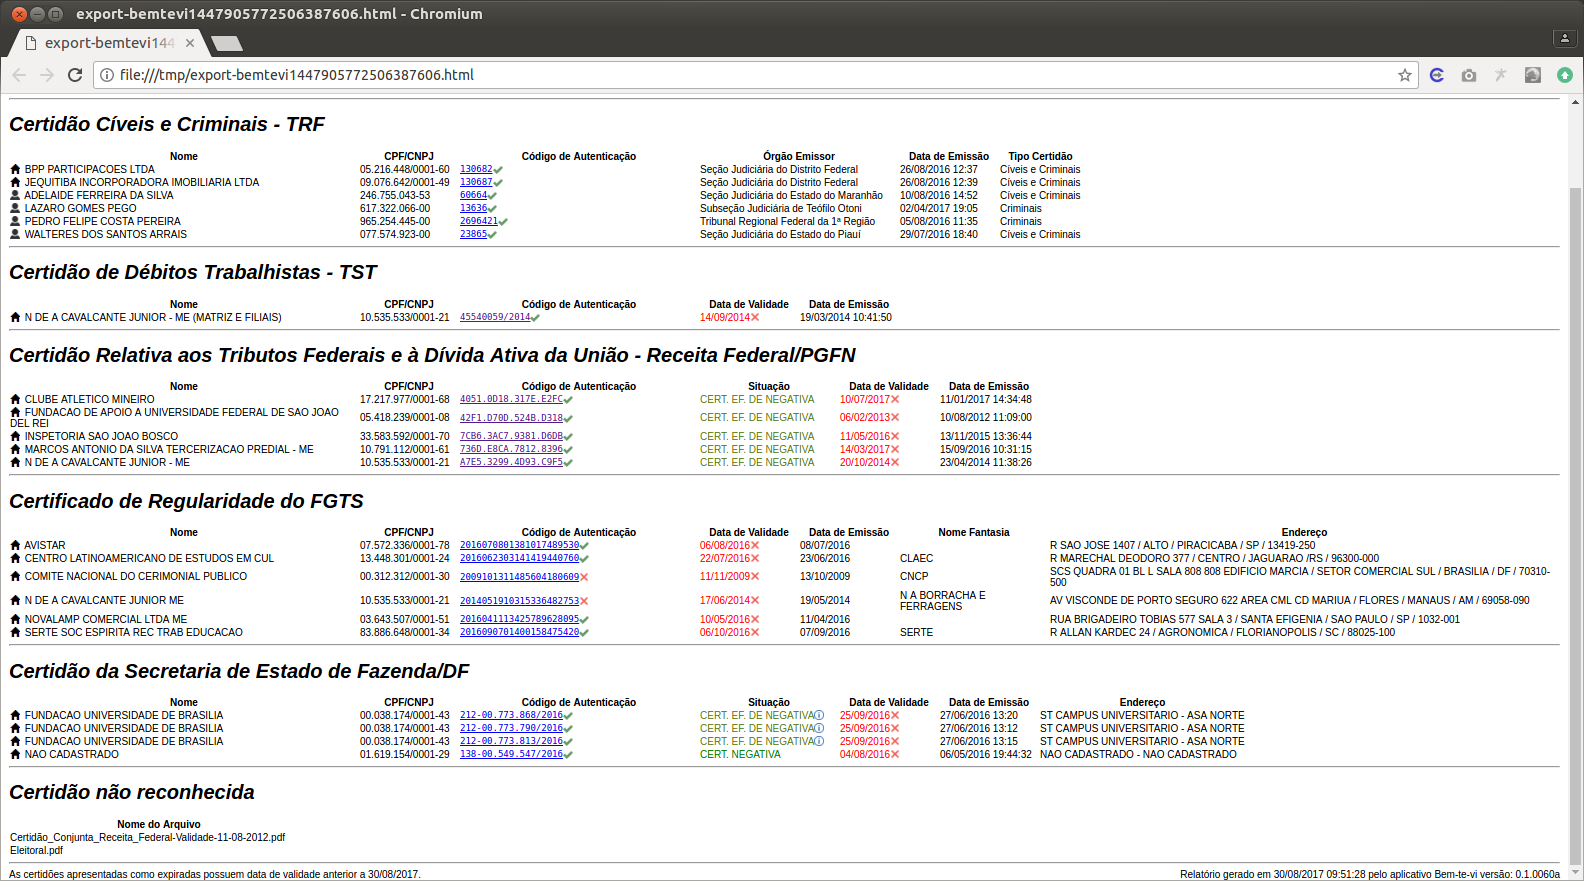 export-bemtevi1447905772506387606.html - Chromium
export-bemtevi144
file:///tmp/export-bemtevi1447905772506387606.html
Certidão Cíveis e Criminais - TRF
Nome CPF/CNPJ Código de Autenticação Órgão Emissor Data de Emissão Tipo Certidão
BPP PARTICIPACOES LTDA 05.216.448/0001-60 130682 Seção Judiciária do Distrito Federal 26/08/2016 12:37 Cíveis e Criminais
JEQUITIBA INCORPORADORA IMOBILIARIA LTDA 09.076.642/0001-49 130687 Seção Judiciária do Distrito Federal 26/08/2016 12:39 Cíveis e Criminais
ADELAIDE FERREIRA DA SILVA 246.755.043-53 60664 Seção Judiciária do Estado do Maranhão 10/08/2016 14:52 Cíveis e Criminais
LAZARO GOMES PEGO 617.322.066-00 13636 Subseção Judiciária de Teófilo Otoni 02/04/2017 19:05 Criminais
PEDRO FELIPE COSTA PEREIRA 965.254.445-00 2696421 Tribunal Regional Federal da 1ª Região 05/08/2016 11:35 Criminais
WALTERES DOS SANTOS ARRAIS 077.574.923-00 23865 Seção Judiciária do Estado do Piauí 29/07/2016 18:40 Cíveis e Criminais
Certidão de Débitos Trabalhistas - TST
Nome CPF/CNPJ Código de Autenticação Data de Validade Data de Emissão
N DE A CAVALCANTE JUNIOR - ME (MATRIZ E FILIAIS) 10.535.533/0001-21 45540059/2014 14/09/2014 19/03/2014 10:41:50
Certidão Relativa aos Tributos Federais e à Dívida Ativa da União - Receita Federal/PGFN
Nome CPF/CNPJ Código de Autenticação Situação Data de Validade Data de Emissão
CLUBE ATLETICO MINEIRO 17.217.977/0001-68 4051.0D18.317E.E2FC CERT. EF. DE NEGATIVA 10/07/2017 11/01/2017 14:34:48
FUNDACAO DE APOIO A UNIVERSIDADE FEDERAL DE SAO JOAO
DEL REI 05.418.239/0001-08 42F1.D70D.524B.D318 CERT. EF. DE NEGATIVA 06/02/2013 10/08/2012 11:09:00
INSPETORIA SAO JOAO BOSCO 33.583.592/0001-70 7CB6.3AC7.9381.D6DB CERT. EF. DE NEGATIVA 11/05/2016 13/11/2015 13:36:44
MARCOS ANTONIO DA SILVA TERCERIZACAO PREDIAL - ME 10.791.112/0001-61 736D.E8CA.7812.8396 CERT. EF. DE NEGATIVA 14/03/2017 15/09/2016 10:31:15
N DE A CAVALCANTE JUNIOR - ME 10.535.533/0001-21 A7E5.3299.4D93.C9F5 CERT. EF. DE NEGATIVA 20/10/2014 23/04/2014 11:38:26
Certificado de Regularidade do FGTS
Nome CPF/CNPJ Código de Autenticação Data de Validade Data de Emissão Nome Fantasia Endereço
AVISTAR 07.572.336/0001-78 2016070801381017489530 06/08/2016 08/07/2016 R SAO JOSE 1407 / ALTO / PIRACICABA / SP / 13419-250
CENTRO LATINOAMERICANO DE ESTUDOS EM CUL 13.448.301/0001-24 2016062303141419440760 22/07/2016 23/06/2016 CLAEC R MARECHAL DEODORO 377 / CENTRO / JAGUARAO /RS / 96300-000
COMITE NACIONAL DO CERIMONIAL PUBLICO 00.312.312/0001-30 2009101311485604180609 11/11/2009 13/10/2009 CNCP SCS QUADRA 01 BL L SALA 808 808 EDIFICIO MARCIA / SETOR COMERCIAL SUL / BRASILIA / DF / 70310-
500
N DE A CAVALCANTE JUNIOR ME 10.535.533/0001-21 2014051910315336482753 17/06/2014 19/05/2014 N A BORRACHA E
FERRAGENS AV VISCONDE DE PORTO SEGURO 622 AREA CML CD MARIUA / FLORES / MANAUS / AM / 69058-090
NOVALAMP COMERCIAL LTDA ME 03.643.507/0001-51 2016041113425789628095 10/05/2016 11/04/2016 RUA BRIGADEIRO TOBIAS 577 SALA 3 / SANTA EFIGENIA / SAO PAULO / SP / 1032-001
SERTE SOC ESPIRITA REC TRAB EDUCACAO 83.886.648/0001-34 2016090701400158475420 06/10/2016 07/09/2016 SERTE R ALLAN KARDEC 24 / AGRONOMICA / FLORIANOPOLIS / SC / 88025-100
Certidão da Secretaria de Estado de Fazenda/DF
Nome CPF/CNPJ Código de Autenticação Situação Data de Validade Data de Emissão Endereço
FUNDACAO UNIVERSIDADE DE BRASILIA 00.038.174/0001-43 212-00.773.868/2016 CERT. EF. DE NEGATIVA 25/09/2016 27/06/2016 13:20 ST CAMPUS UNIVERSITARIO - ASA NORTE
FUNDACAO UNIVERSIDADE DE BRASILIA 00.038.174/0001-43 212-00.773.790/2016 CERT. EF. DE NEGATIVA 25/09/2016 27/06/2016 13:12 ST CAMPUS UNIVERSITARIO - ASA NORTE
FUNDACAO UNIVERSIDADE DE BRASILIA 00.038.174/0001-43 212-00.773.813/2016 CERT. EF. DE NEGATIVA 25/09/2016 27/06/2016 13:15 ST CAMPUS UNIVERSITARIO - ASA NORTE
NAO CADASTRADO 01.619.154/0001-29 138-00.549.547/2016 CERT. NEGATIVA 04/08/2016 06/05/2016 19:44:32 NAO CADASTRADO - NAO CADASTRADO
Certidão não reconhecida
Nome do Arquivo
Certidão_Conjunta_Receita_Federal-Validade-11-08-2012.pdf
Eleitoral.pdf
As certidões apresentadas como expiradas possuem data de validade anterior a 30/08/2017. Relatório gerado em 30/08/2017 09:51:28 pelo aplicativo Bem-te-vi versão: 0.1.0060a